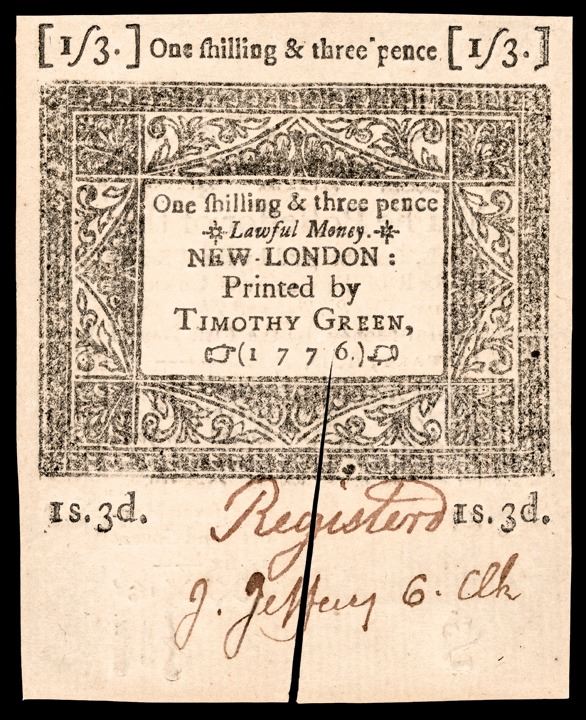 [1/3.] One ſhilling & three pence [1/3.]
One ſhilling & three pence
Lawful Money.
NEW-LONDON:
Printed by
TIMOTHY GREEN,
(1776.)
1s. 3d. Registerd 1s. 3d.
J. Jeffery G. Clk